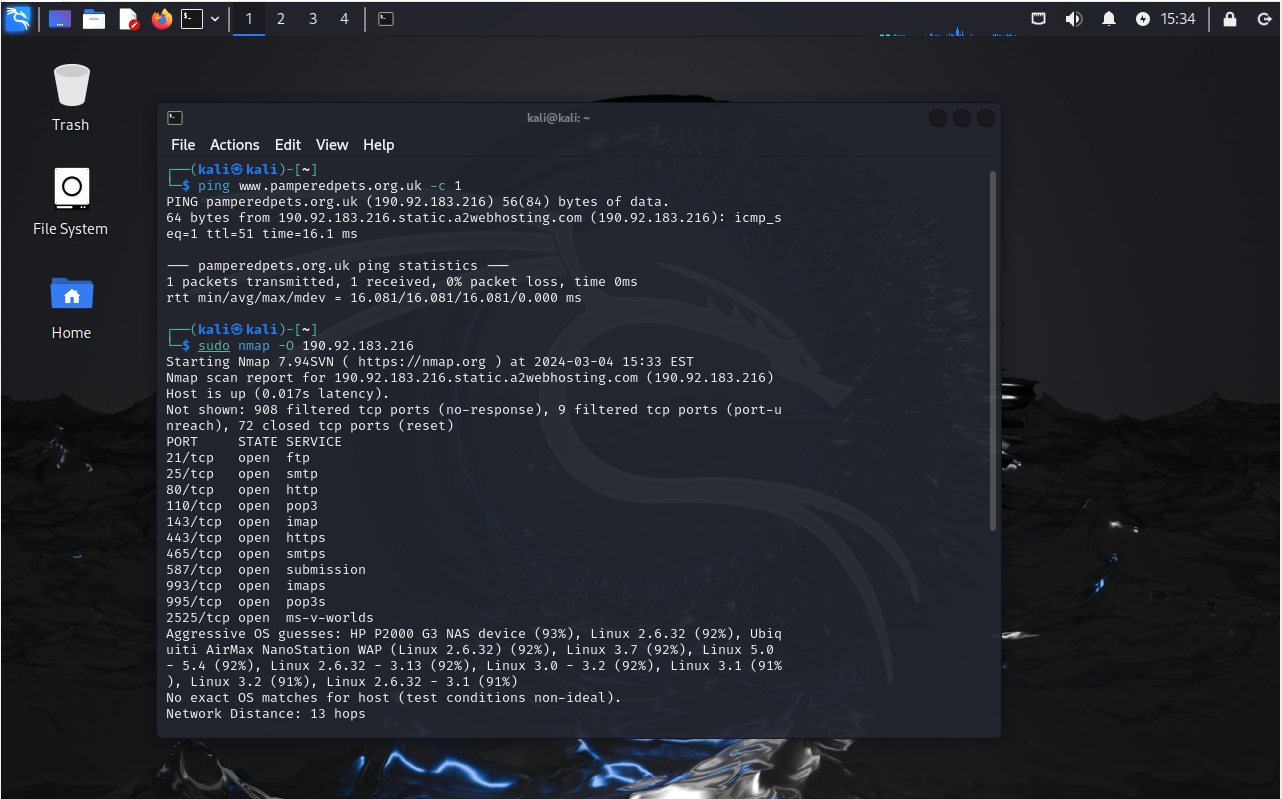 1 2 3 4 15:34
Trash
File System
Home
kali@kali: ~
File Actions Edit View Help
┌──(kali㉿kali)-[~]
└─$ ping www.pamperedpets.org.uk -c 1
PING pamperedpets.org.uk (190.92.183.216) 56(84) bytes of data.
64 bytes from 190.92.183.216.static.a2webhosting.com (190.92.183.216): icmp_s
eq=1 ttl=51 time=16.1 ms
--- pamperedpets.org.uk ping statistics ---
1 packets transmitted, 1 received, 0% packet loss, time 0ms
rtt min/avg/max/mdev = 16.081/16.081/16.081/0.000 ms
┌──(kali㉿kali)-[~]
└─$ sudo nmap -O 190.92.183.216
Starting Nmap 7.94SVN ( https://nmap.org ) at 2024-03-04 15:33 EST
Nmap scan report for 190.92.183.216.static.a2webhosting.com (190.92.183.216)
Host is up (0.017s latency).
Not shown: 908 filtered tcp ports (no-response), 9 filtered tcp ports (port-u
nreach), 72 closed tcp ports (reset)
PORT     STATE SERVICE
21/tcp   open  ftp
25/tcp   open  smtp
80/tcp   open  http
110/tcp  open  pop3
143/tcp  open  imap
443/tcp  open  https
465/tcp  open  smtps
587/tcp  open  submission
993/tcp  open  imaps
995/tcp  open  pop3s
2525/tcp open  ms-v-worlds
Aggressive OS guesses: HP P2000 G3 NAS device (93%), Linux 2.6.32 (92%), Ubiq
uiti AirMax NanoStation WAP (Linux 2.6.32) (92%), Linux 3.7 (92%), Linux 5.0
- 5.4 (92%), Linux 2.6.32 - 3.13 (92%), Linux 3.0 - 3.2 (92%), Linux 3.1 (91%
), Linux 3.2 (91%), Linux 2.6.32 - 3.1 (91%)
No exact OS matches for host (test conditions non-ideal).
Network Distance: 13 hops